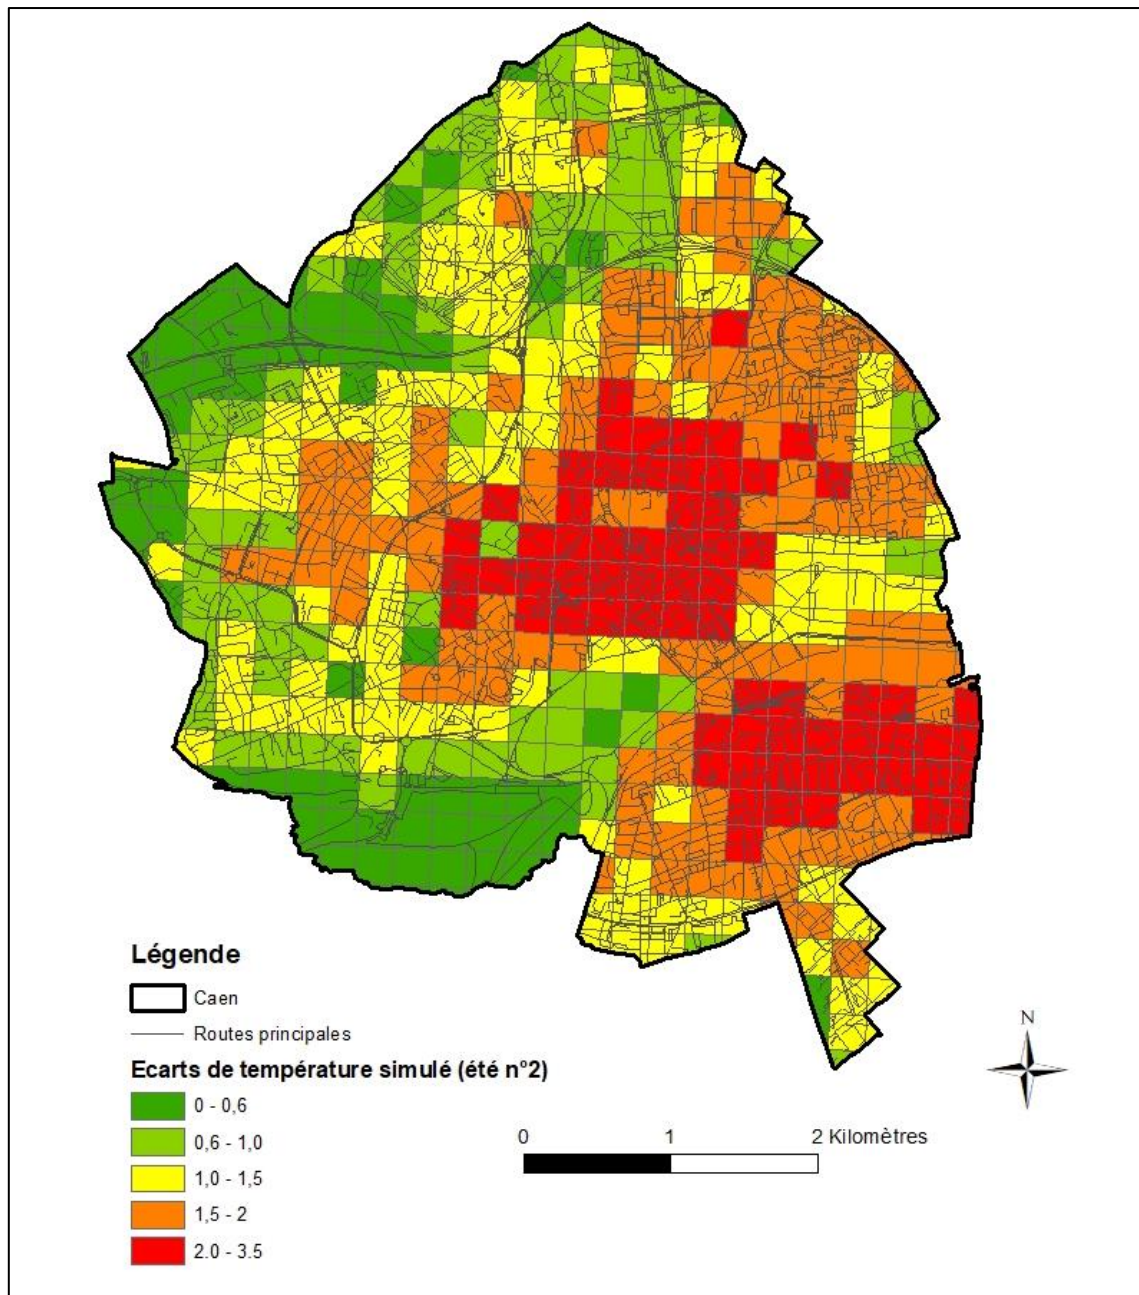 Légende
Caen
Routes principales
Ecarts de température simulé (été n°2)
0 - 0,6
0,6 - 1,0
1,0 - 1,5
1,5 - 2
2.0 - 3.5
N
0 1 2 Kilomètres